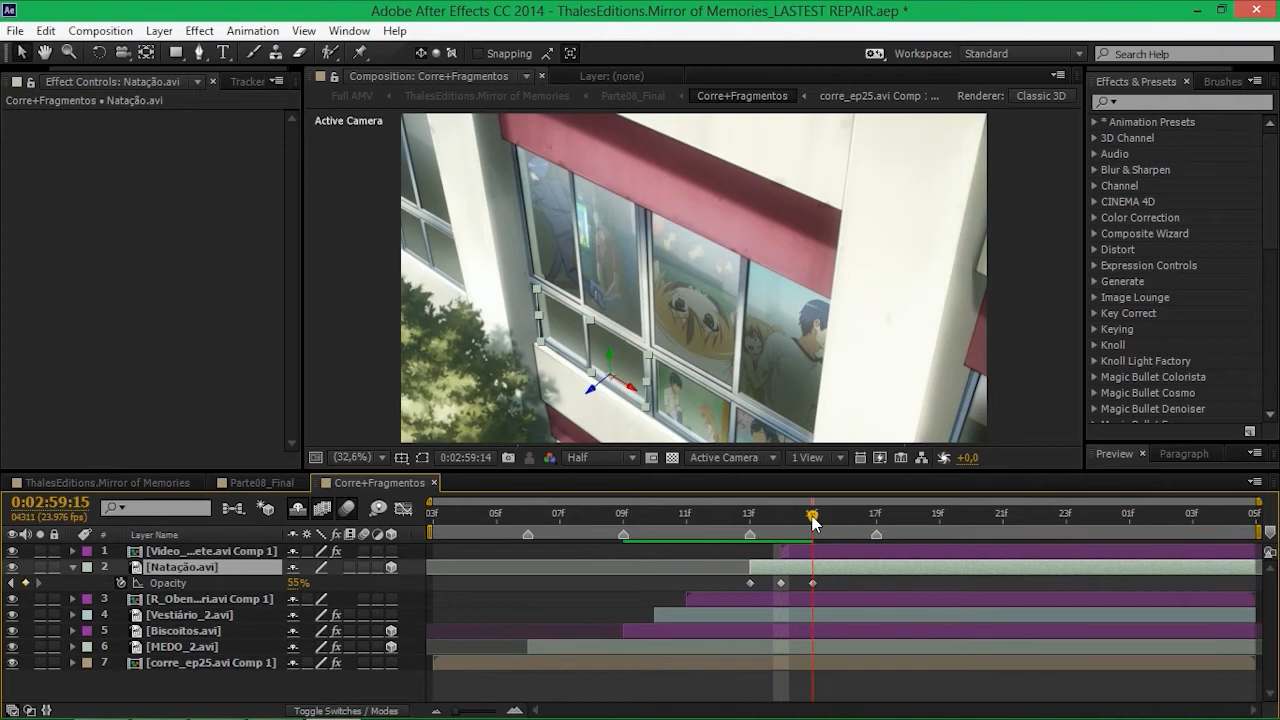 Adobe After Effects CC 2014 - ThalesEditions.Mirror of Memories_LASTEST REPAIR.aep *
File Edit Composition Layer Effect Animation View Window Help
Snapping Workspace: Standard Search Help
Effect Controls: Natação.avi Tracker Composition: Corre+Fragmentos Layer: (none) Effects & Presets Brushes
Corre+Fragmentos • Natação.avi Full AMV ThalesEditions.Mirror of Memories Parte08_Final Corre+Fragmentos corre_ep25.avi Comp 1 ... Renderer: Classic 3D
Active Camera
* Animation Presets
3D Channel
Audio
Blur & Sharpen
Channel
CINEMA 4D
Color Correction
Composite Wizard
Distort
Expression Controls
Generate
Image Lounge
Key Correct
Keying
Knoll
Knoll Light Factory
Magic Bullet Colorista
Magic Bullet Cosmo
Magic Bullet Denoiser
(32,6%) 0:02:59:14 Half Active Camera 1 View +0,0 Preview Paragraph
ThalesEditions.Mirror of Memories Parte08_Final Corre+Fragmentos
0:02:59:15
04311 (23.976 fps)
03F 05F 07F 09F 11F 13F 15F 17F 19F 21F 23F 01F 03F 05F
# Layer Name
1 [Video_...ete.avi Comp 1]
2 [Natação.avi]
Opacity 55%
3 [R_Oben...ri.avi Comp 1]
4 [Vestiário_2.avi]
5 [Biscoitos.avi]
6 [MEDO_2.avi]
7 [corre_ep25.avi Comp 1]
Toggle Switches / Modes